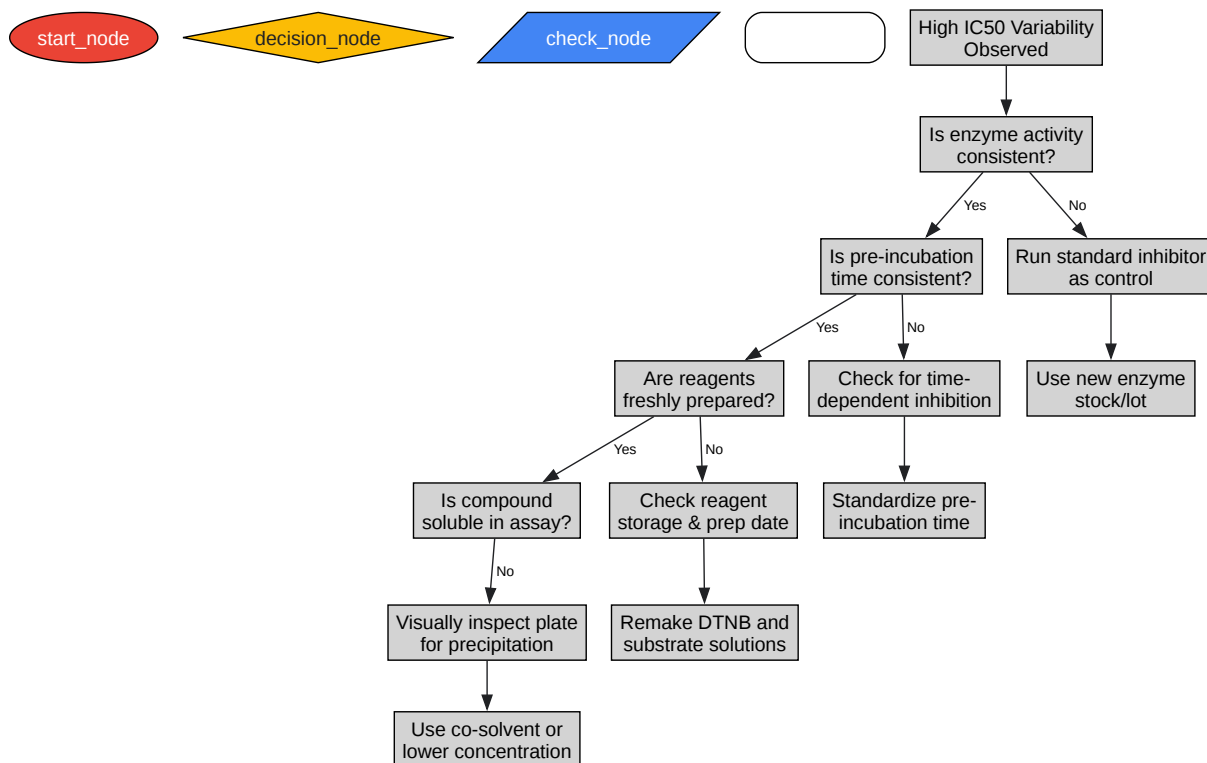 start_node
decision_node
check_node
High IC50 Variability
Observed
Is enzyme activity
consistent?
Yes
No
Is pre-incubation
time consistent?
Run standard inhibitor
as control
Yes
No
Are reagents
freshly prepared?
Check for time-
dependent inhibition
Use new enzyme
stock/lot
Yes
No
Is compound
soluble in assay?
Check reagent
storage & prep date
Standardize pre-
incubation time
No
Visually inspect plate
for precipitation
Remake DTNB and
substrate solutions
Use co-solvent or
lower concentration